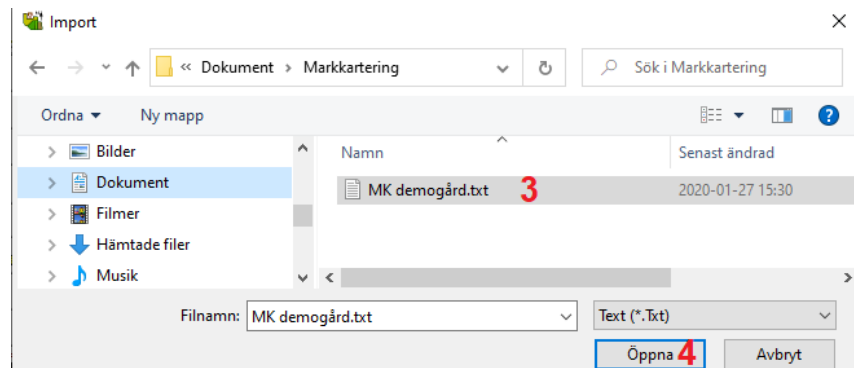 Import
« Dokument › Markkartering
Sök i Markkartering
Ordna Ny mapp
Bilder
Dokument
Filmer
Hämtade filer
Musik
Namn Senast ändrad
MK demogård.txt 3 2020-01-27 15:30
Filnamn: MK demogård.txt Text (*.Txt)
Öppna 4 Avbryt